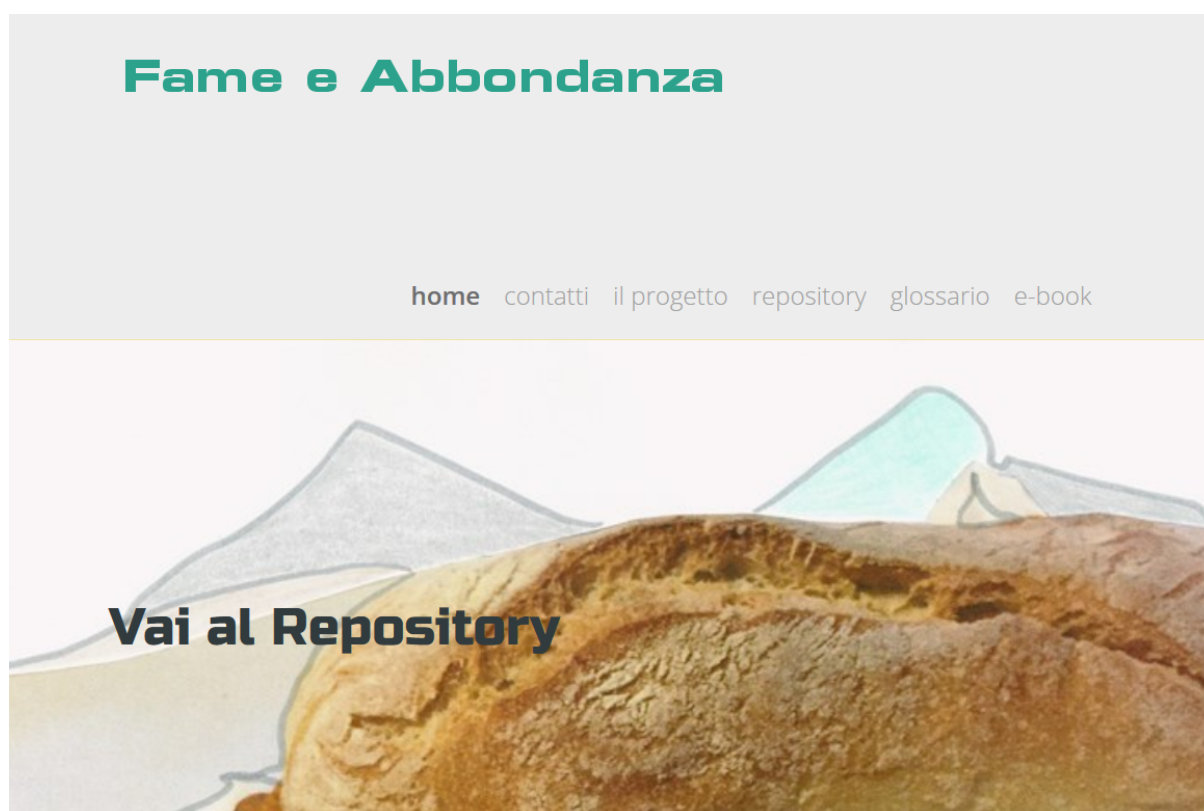 Fame e Abbondanza
home contatti il progetto repository glossario e-book
Vai al Repository